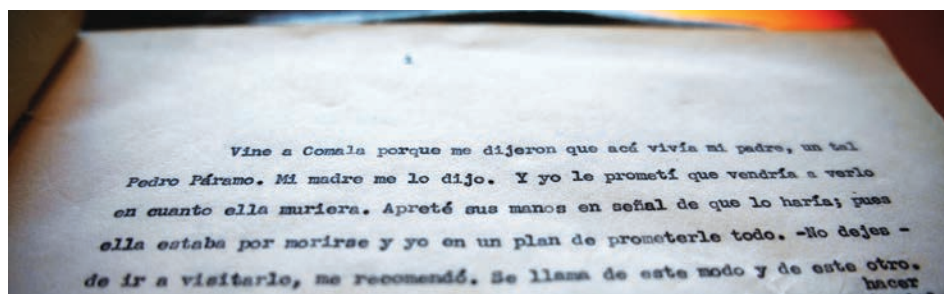 Vine a Comala porque me dijeron que acá vivía mi padre, un tal
Pedro Páramo. Mi madre me lo dijo. Y yo le prometí que vendría a verlo
en cuanto ella muriera. Apreté sus manos en señal de que lo haría; pues
ella estaba por morirse y yo en un plan de prometerle todo. -No dejes -
de ir a visitarlo, me recomendó. Se llama de este modo y de este otro.
hacer